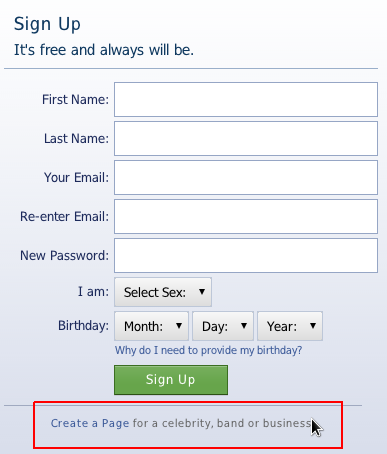 Sign Up
It's free and always will be.
First Name:
Last Name:
Your Email:
Re-enter Email:
New Password:
I am: Select Sex:
Birthday: Month: Day: Year:
Why do I need to provide my birthday?
Sign Up
Create a Page for a celebrity, band or business